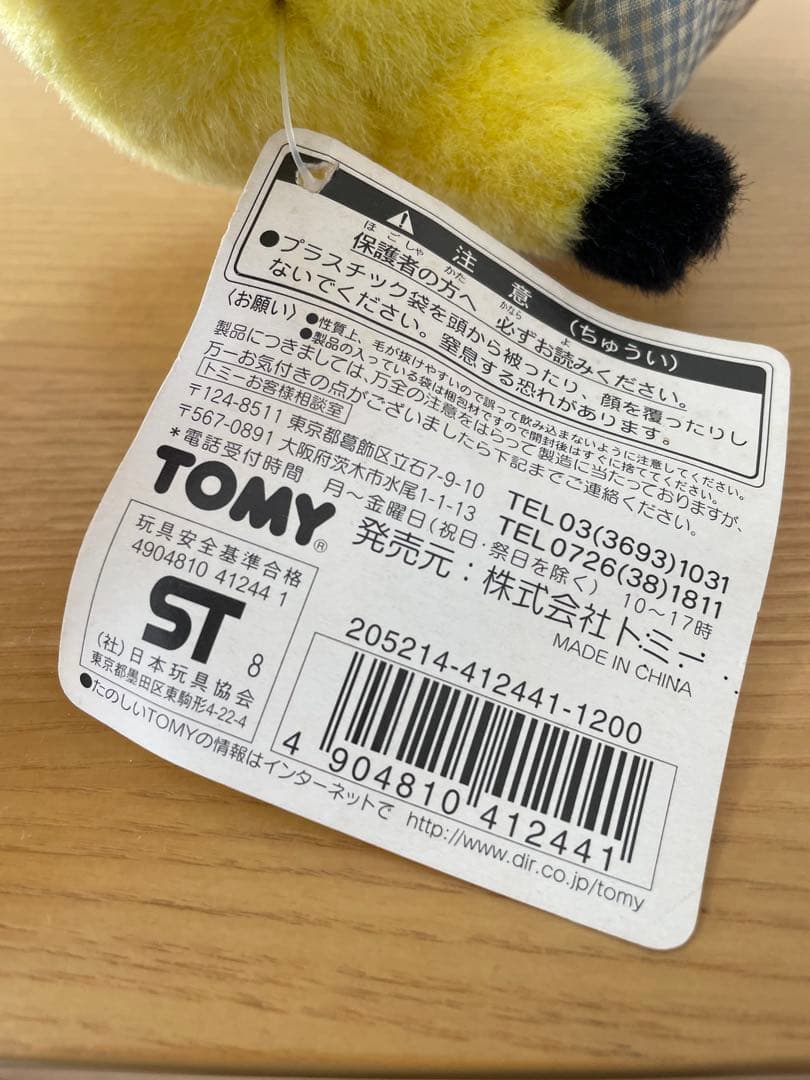 注意(ちゅうい)
保護者の方へ 必ずお読みください。
●プラスチック袋を頭から被ったり、顔を覆ったりし
ないでください。窒息する恐れがあります。
〈お願い〉●性質上、毛が抜けやすいので誤って飲み込まないように注意してください。
●製品の入っている袋は梱包材ですので開封後はすぐに捨ててください。
製品につきましては、万全の注意をはらって製造に当たっておりますが、
万一お気付きの点がございましたら下記までご連絡ください。
トミーお客様相談室
〒124-8511 東京都葛飾区立石7-9-10 TEL03(3693)1031
〒567-0891 大阪府茨木市水尾1-1-13 TEL0726(38)1811
*電話受付時間 月~金曜日(祝日・祭日を除く) 10~17時
TOMY® 発売元:株式会社トミー
MADE IN CHINA
玩具安全基準合格
4904810 41244 1
ST 8
(社)日本玩具協会
東京都墨田区東駒形4-22-4
205214-412441-1200
4 904810 412441
●たのしいTOMYの情報はインターネットで http://www.dir.co.jp/tomy